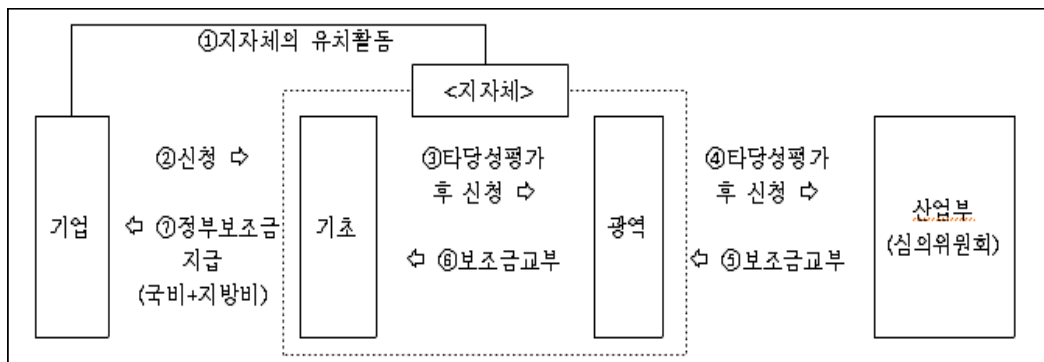 ①지자체의 유치활동
<지자체>
②신청 ⇨
③타당성평가
후 신청 ⇨
④타당성평가
후 신청 ⇨
기업
⇦ ⑦정부보조금
지급
(국비+지방비)
기초
⇦ ⑥보조금교부
광역
⇦ ⑤보조금교부
산업부
(심의위원회)